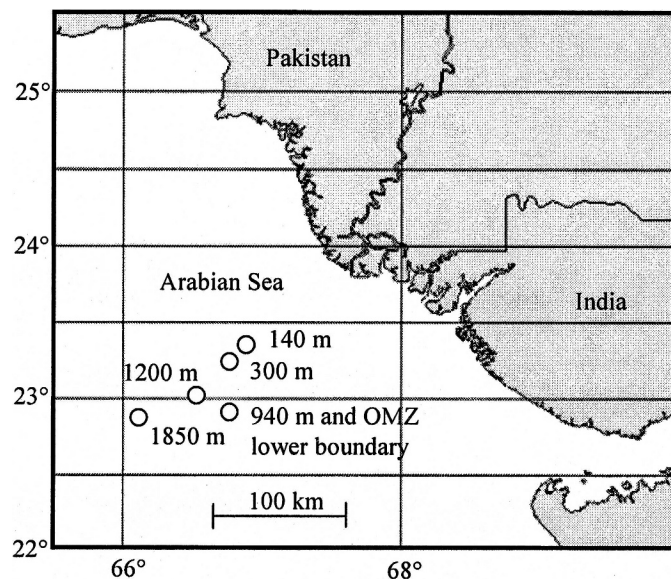 Pakistan
25°
24°
Arabian Sea
India
140 m
300 m
1200 m
23°
940 m and OMZ
lower boundary
1850 m
100 km
22°
66°
68°